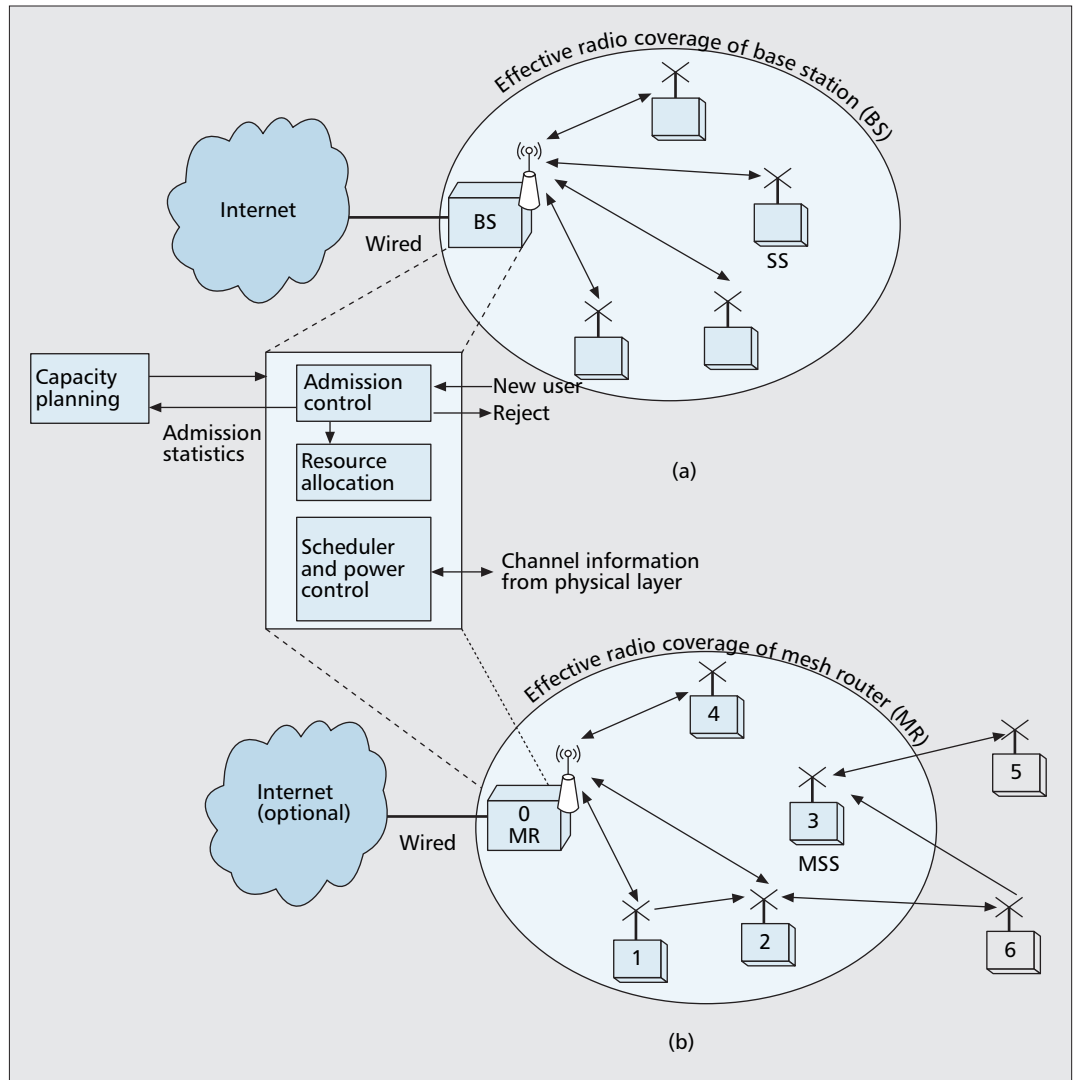 Effective radio coverage of base station (BS)
Internet
Wired
BS
SS
Capacity
planning
Admission
statistics
Admission
control
New user
Reject
Resource
allocation
Scheduler
and power
control
Channel information
from physical layer
(a)
Effective radio coverage of mesh router (MR)
Internet
(optional)
Wired
0
MR
4
3
MSS
5
1
2
6
(b)